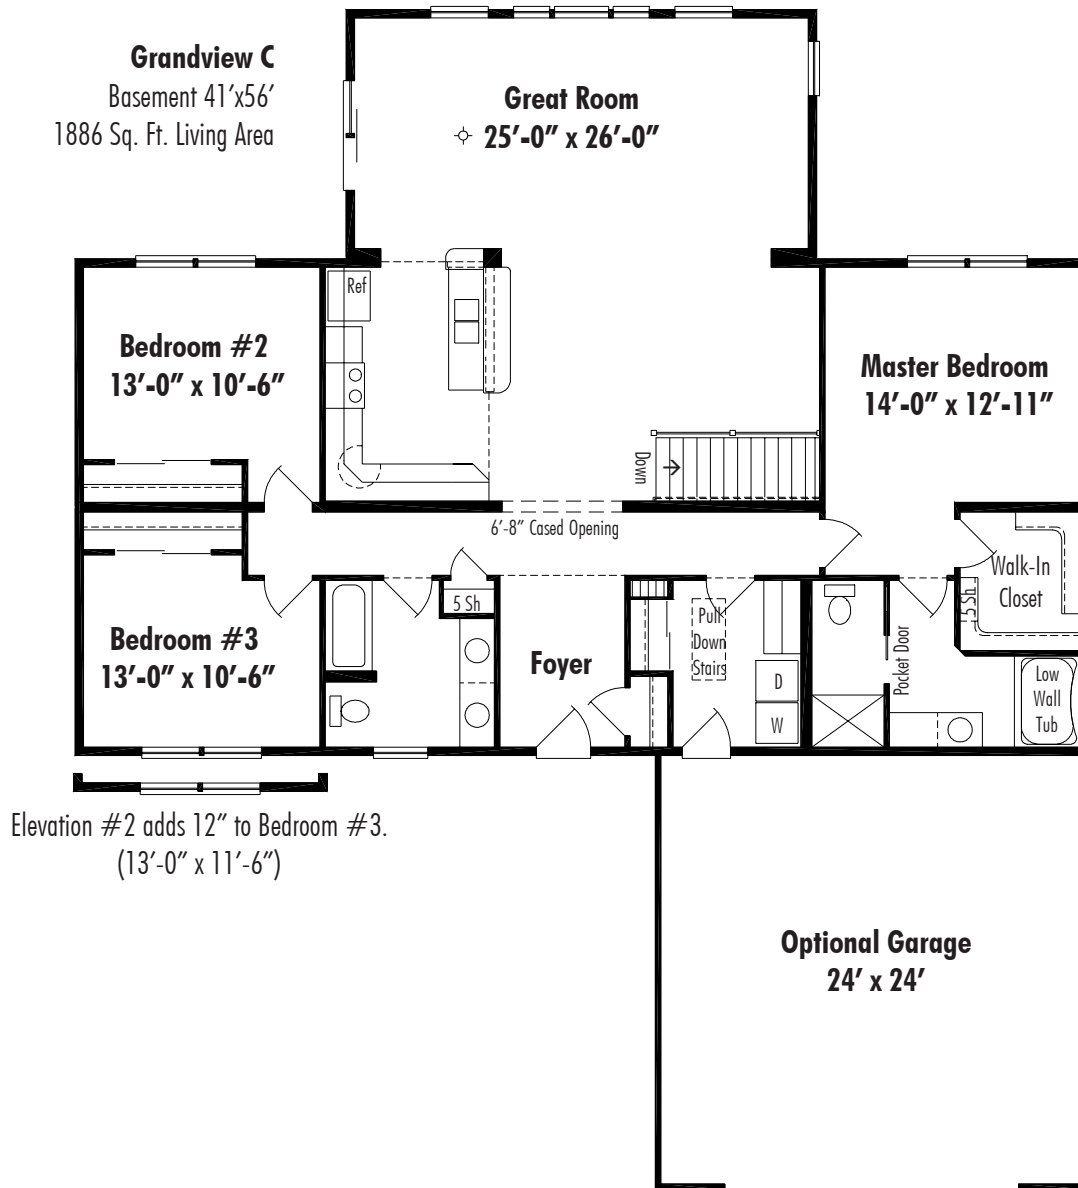 Grandview C
Basement 41′x56′
1886 Sq. Ft. Living Area
Great Room
25′-0″ x 26′-0″
Ref
Bedroom #2
13′-0″ x 10′-6″
Master Bedroom
14′-0″ x 12′-11″
Down
6′-8″ Cased Opening
Walk-In
Closet
5 Sh
5 Sh
Pull
Down
Stairs
Bedroom #3
13′-0″ x 10′-6″
Foyer
Pocket Door
D
W
Low
Wall
Tub
Elevation #2 adds 12″ to Bedroom #3.
(13′-0″ x 11′-6″)
Optional Garage
24′ x 24′